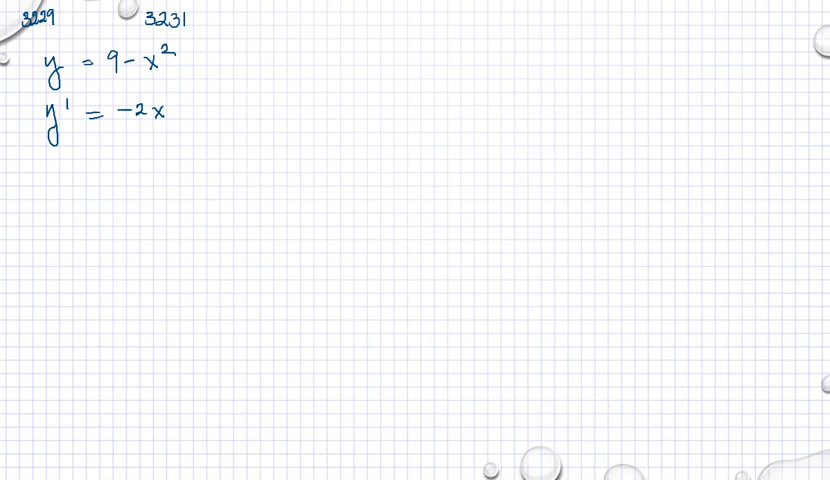 3229 3231
y = 9 - x²
y' = -2x